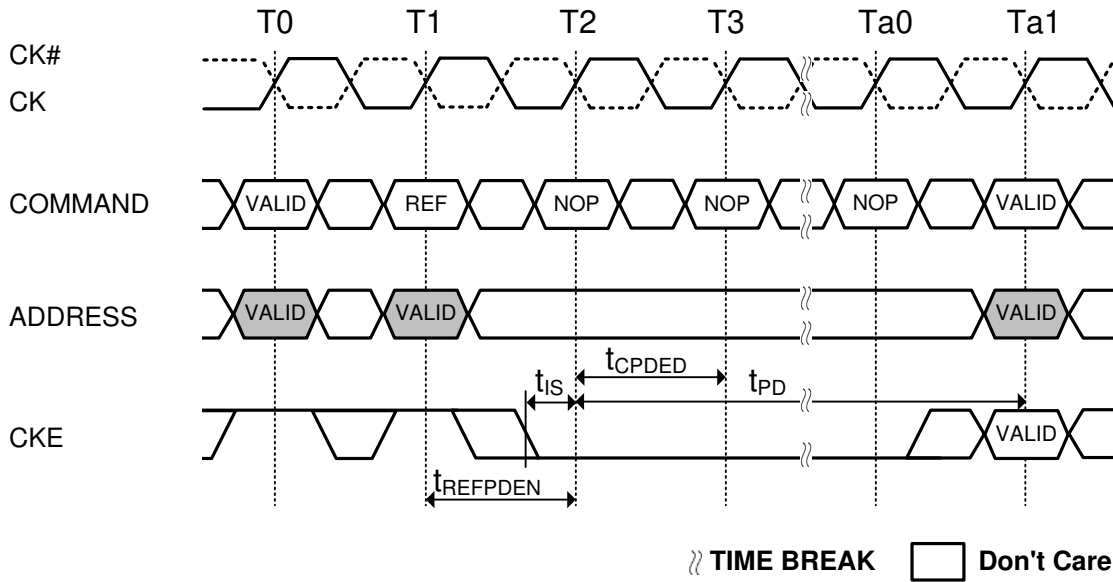 T0 T1 T2 T3 Ta0 Ta1
CK#
CK
COMMAND VALID REF NOP NOP NOP VALID
ADDRESS VALID VALID VALID
tCPDED
tIS tPD
CKE VALID
tREFPDEN
TIME BREAK Don't Care